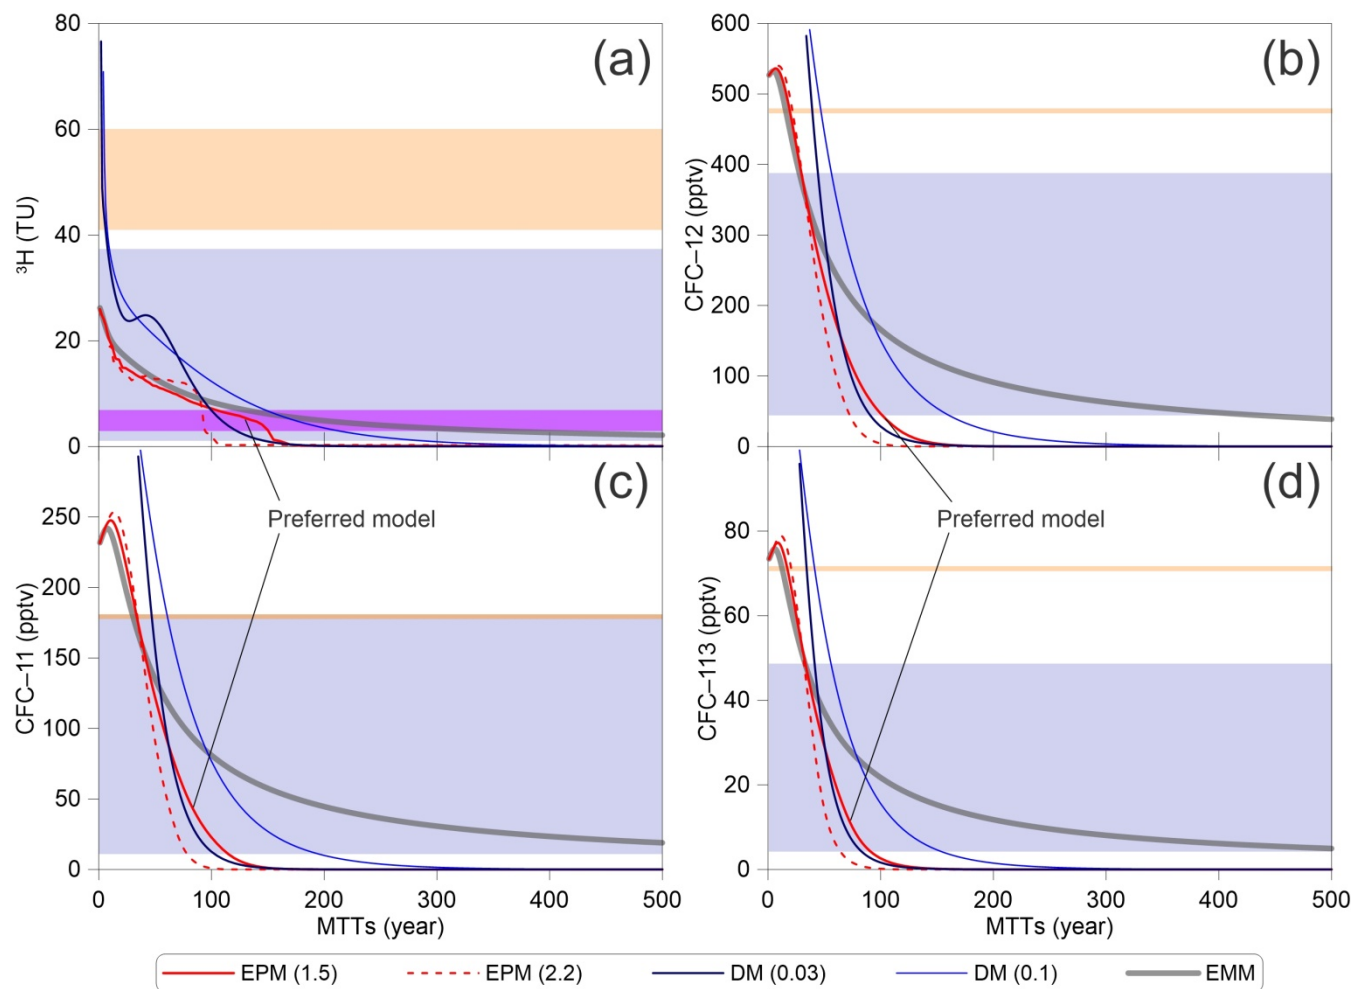 (a)
³H (TU)
80
60
40
20
0
(b)
CFC–12 (pptv)
600
500
400
300
200
100
0
(c)
CFC–11 (pptv)
250
200
150
100
50
0
0 100 200 300 400 500
MTTs (year)
Preferred model
(d)
CFC–113 (pptv)
80
60
40
20
0
0 100 200 300 400 500
MTTs (year)
Preferred model
EPM (1.5) EPM (2.2) DM (0.03) DM (0.1) EMM